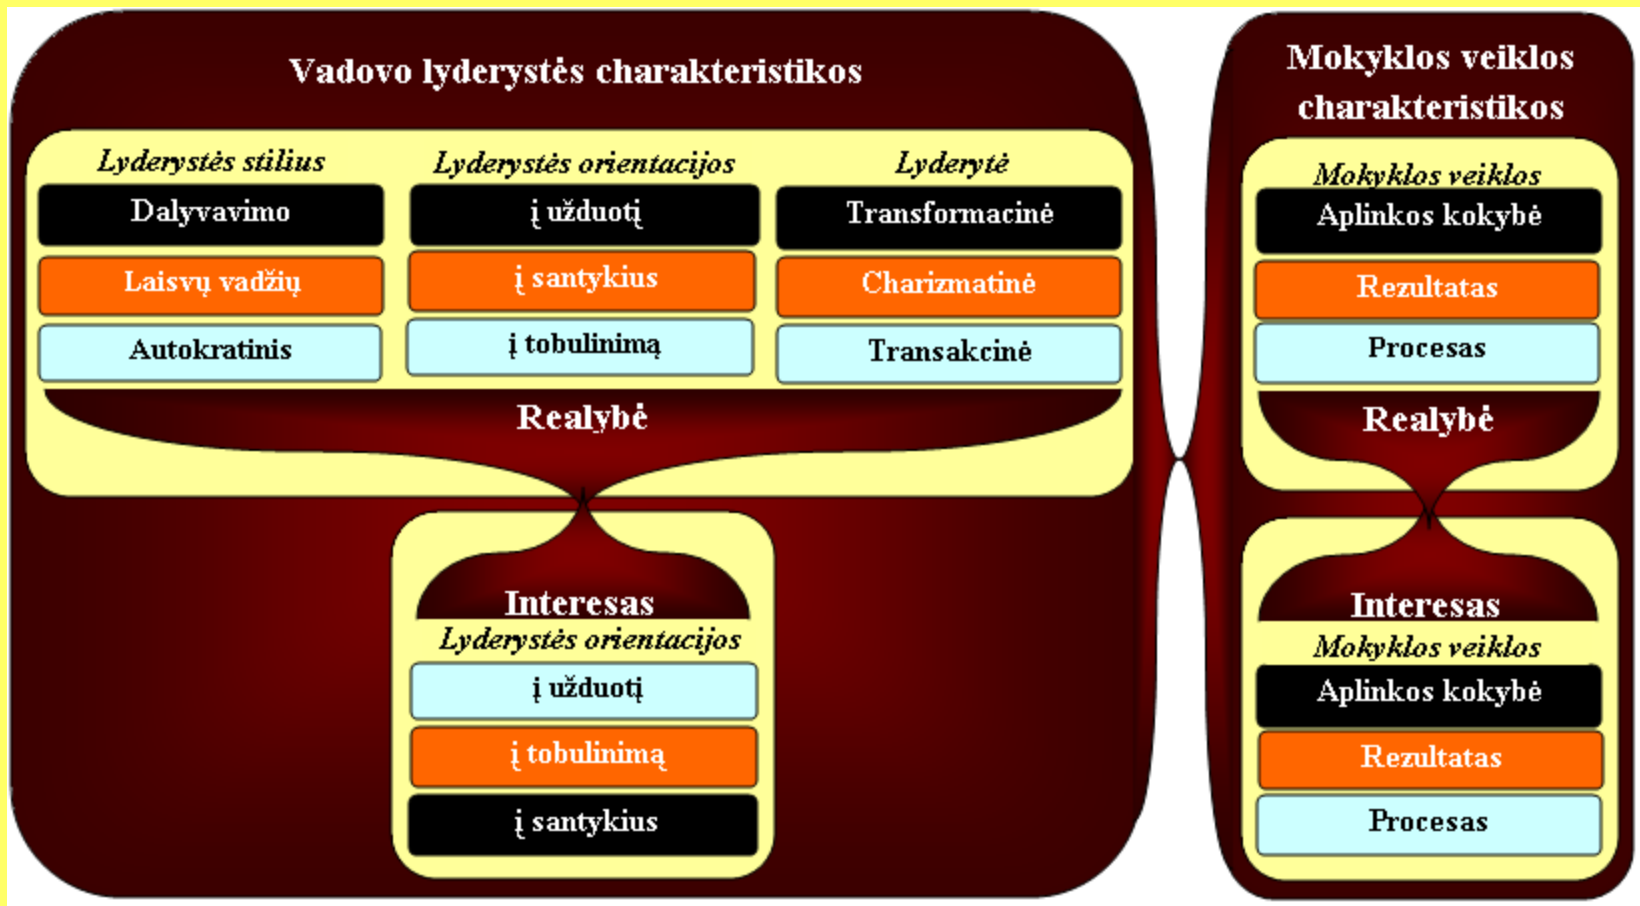 Vadovo lyderystės charakteristikos
Lyderystės stilius
Dalyvavimo
Laisvų vadžių
Autokratinis
Lyderystės orientacijos
į užduotį
į santykius
į tobulinimą
Lyderytė
Transformacinė
Charizmatinė
Transakcinė
Realybė
Interesas
Lyderystės orientacijos
į užduotį
į tobulinimą
į santykius
Mokyklos veiklos
charakteristikos
Mokyklos veiklos
Aplinkos kokybė
Rezultatas
Procesas
Realybė
Interesas
Mokyklos veiklos
Aplinkos kokybė
Rezultatas
Procesas